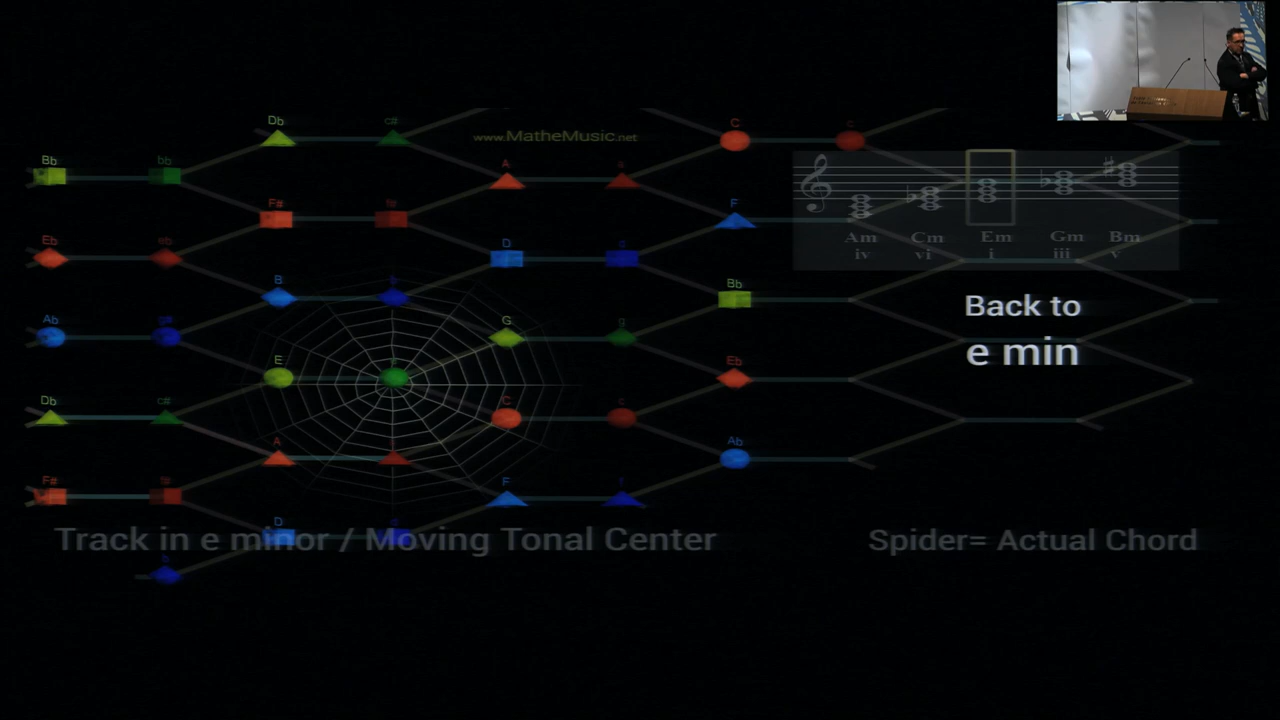 Db
c#
www.MatheMusic.net
C
c
Bb
bb
A
a
F#
f#
F
Am
Cm
Em
Gm
Bm
iv
vi
i
iii
v
Eb
D
d
B
b
Bb
Back to
e min
Ab
g#
G
g
E
Eb
Db
c#
C
c
A
Ab
F#
f#
F
f
Track in e minor / Moving Tonal Center
Spider= Actual Chord
D
d
b